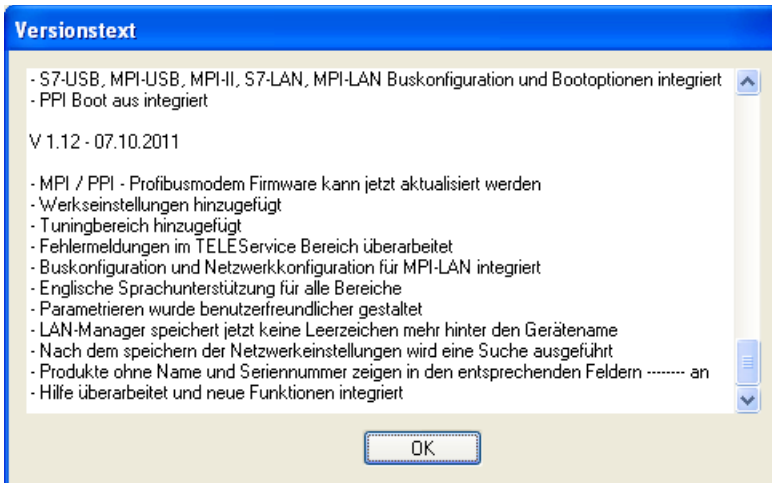 Versionstext
- S7-USB, MPI-USB, MPI-II, S7-LAN, MPI-LAN Buskonfiguration und Bootoptionen integriert
- PPI Boot aus integriert
V 1.12 - 07.10.2011
- MPI / PPI - Profibusmodem Firmware kann jetzt aktualisiert werden
- Werkseinstellungen hinzugefügt
- Tuningbereich hinzugefügt
- Fehlermeldungen im TELEService Bereich überarbeitet
- Buskonfiguration und Netzwerkkonfiguration für MPI-LAN integriert
- Englische Sprachunterstützung für alle Bereiche
- Parametrieren wurde benutzerfreundlicher gestaltet
- LAN-Manager speichert jetzt keine Leerzeichen mehr hinter den Gerätename
- Nach dem speichern der Netzwerkeinstellungen wird eine Suche ausgeführt
- Produkte ohne Name und Seriennummer zeigen in den entsprechenden Feldern -------- an
- Hilfe überarbeitet und neue Funktionen integriert
OK